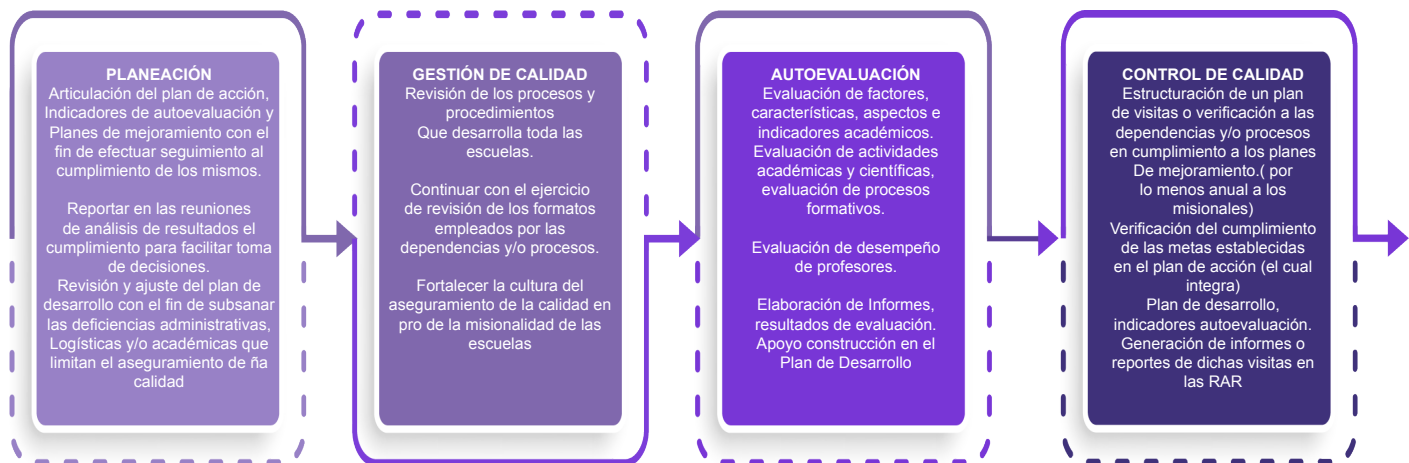 PLANEACIÓN
Articulación del plan de acción,
Indicadores de autoevaluación y
Planes de mejoramiento con el
fin de efectuar seguimiento al
cumplimiento de los mismos.
Reportar en las reuniones
de análisis de resultados el
cumplimiento para facilitar toma
de decisiones.
Revisión y ajuste del plan de
desarrollo con el fin de subsanar
las deficiencias administrativas,
Logísticas y/o académicas que
limitan el aseguramiento de ña
calidad
GESTIÓN DE CALIDAD
Revisión de los procesos y
procedimientos
Que desarrolla toda las
escuelas.
Continuar con el ejercicio
de revisión de los formatos
empleados por las
dependencias y/o procesos.
Fortalecer la cultura del
aseguramiento de la calidad en
pro de la misionalidad de las
escuelas
AUTOEVALUACIÓN
Evaluación de factores,
características, aspectos e
indicadores académicos.
Evaluación de actividades
académicas y científicas,
evaluación de procesos
formativos.
Evaluación de desempeño
de profesores.
Elaboración de Informes,
resultados de evaluación.
Apoyo construcción en el
Plan de Desarrollo
CONTROL DE CALIDAD
Estructuración de un plan
de visitas o verificación a las
dependencias y/o procesos
en cumplimiento a los planes
De mejoramiento.( por
lo menos anual a los
misionales)
Verificación del cumplimiento
de las metas establecidas
en el plan de acción (el cual
integra)
Plan de desarrollo,
indicadores autoevaluación.
Generación de informes o
reportes de dichas visitas en
las RAR